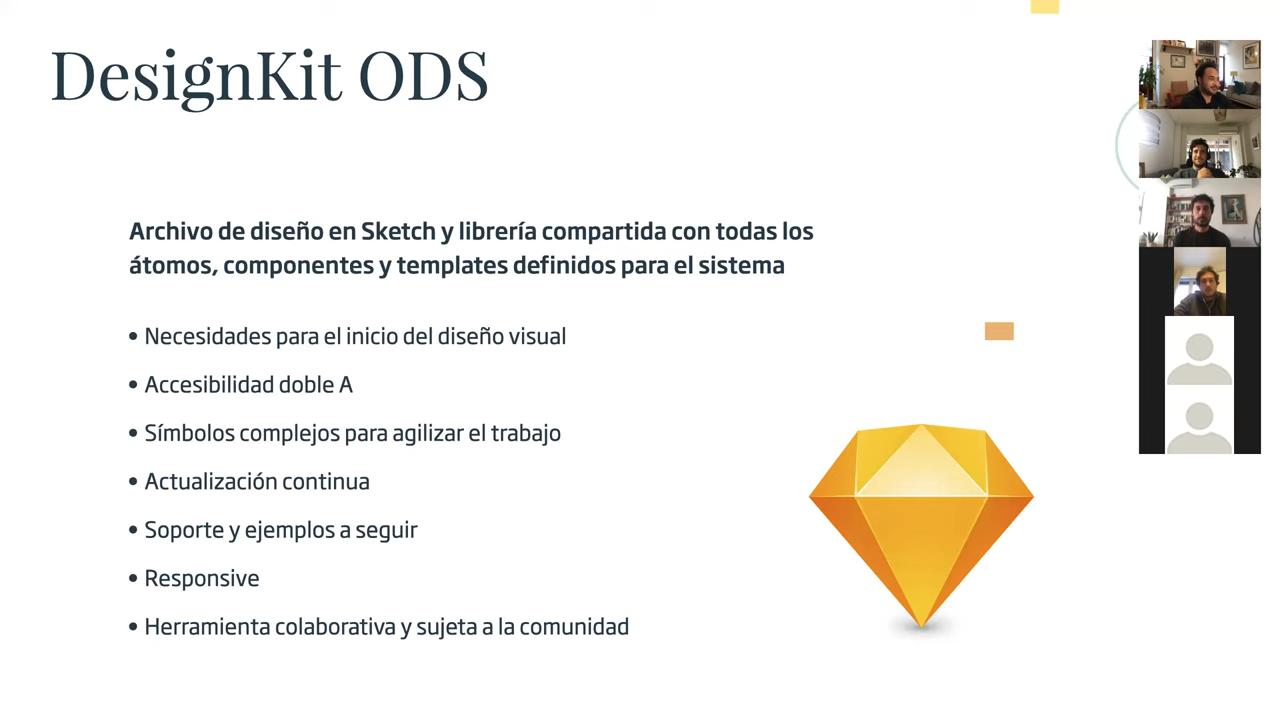 DesignKit ODS
Archivo de diseño en Sketch y librería compartida con todas los
átomos, componentes y templates definidos para el sistema
• Necesidades para el inicio del diseño visual
• Accesibilidad doble A
• Símbolos complejos para agilizar el trabajo
• Actualización continua
• Soporte y ejemplos a seguir
• Responsive
• Herramienta colaborativa y sujeta a la comunidad